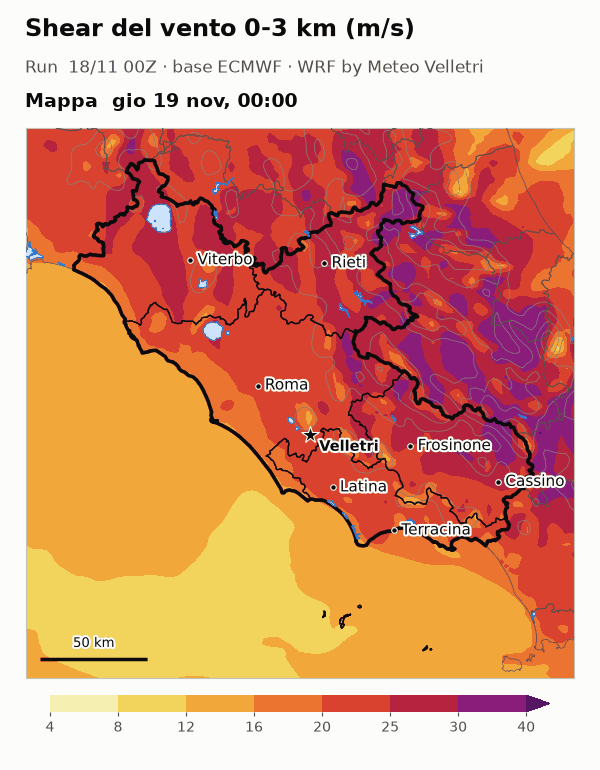 Shear del vento 0-3 km (m/s)
Run 18/11 00Z · base ECMWF · WRF by Meteo Velletri
Mappa gio 19 nov, 00:00
Viterbo
Rieti
Roma
Velletri
Frosinone
Latina
Cassino
Terracina
50 km
4 8 12 16 20 25 30 40